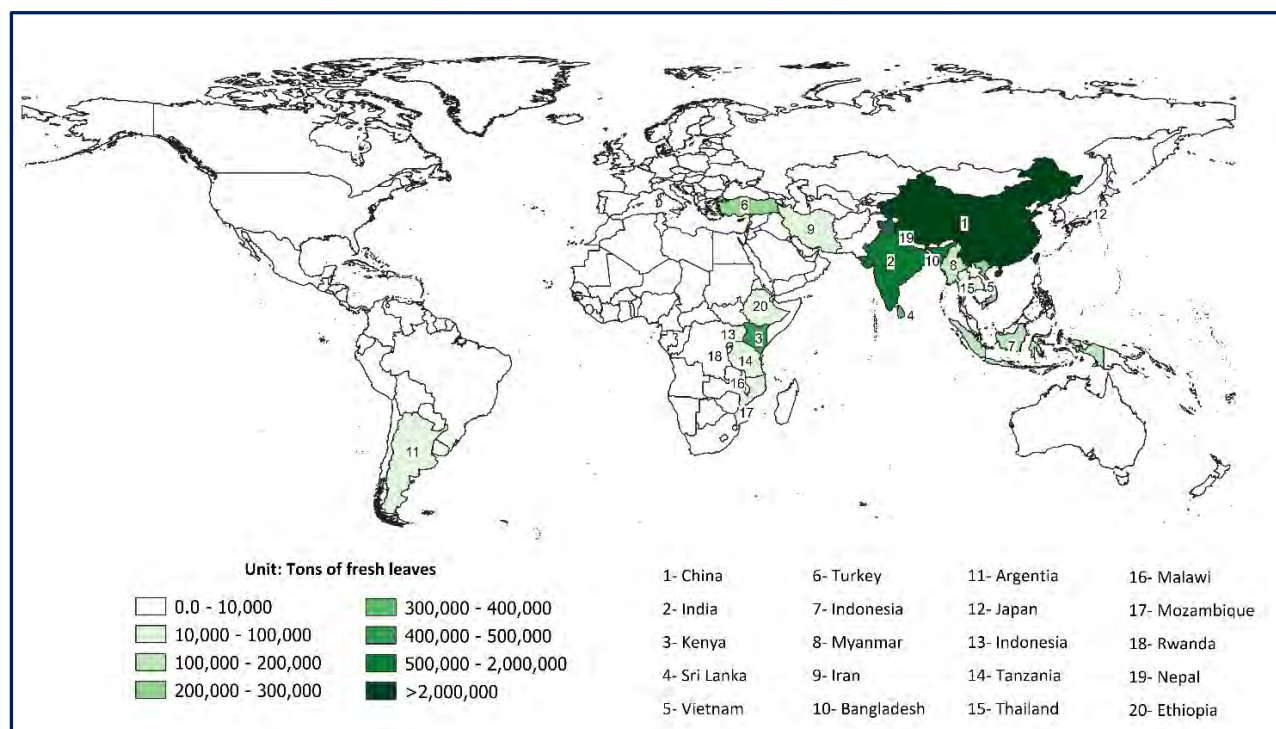 6
1
12
9
19
2
10
8
15
5
4
20
3
13
7
18
14
16
17
11
Unit: Tons of fresh leaves
0.0 - 10,000
10,000 - 100,000
100,000 - 200,000
200,000 - 300,000
300,000 - 400,000
400,000 - 500,000
500,000 - 2,000,000
>2,000,000
1- China
2- India
3- Kenya
4- Sri Lanka
5- Vietnam
6- Turkey
7- Indonesia
8- Myanmar
9- Iran
10- Bangladesh
11- Argentia
12- Japan
13- Indonesia
14- Tanzania
15- Thailand
16- Malawi
17- Mozambique
18- Rwanda
19- Nepal
20- Ethiopia